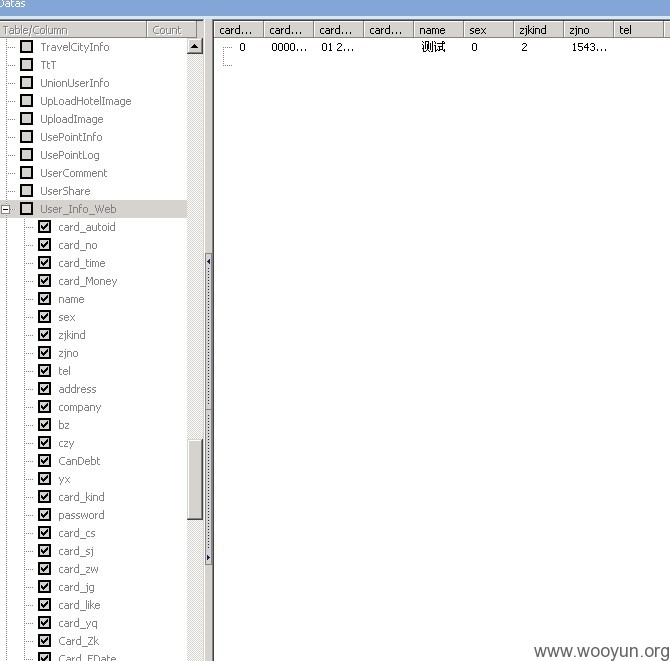 Datas
Table/Column Count
TravelCityInfo
TtT
UnionUserInfo
UpLoadHotelImage
UploadImage
UsePointInfo
UsePointLog
UserComment
UserShare
User_Info_Web
card_autoid
card_no
card_time
card_Money
name
sex
zjkind
zjno
tel
address
company
bz
czy
CanDebt
yx
card_kind
password
card_cs
card_sj
card_zw
card_jg
card_like
card_yq
Card_Zk
Card_EDate
card... card... card... card... name sex zjkind zjno tel
0 0000... 01 2... 测试 0 2 1543...
www.wooyun.org